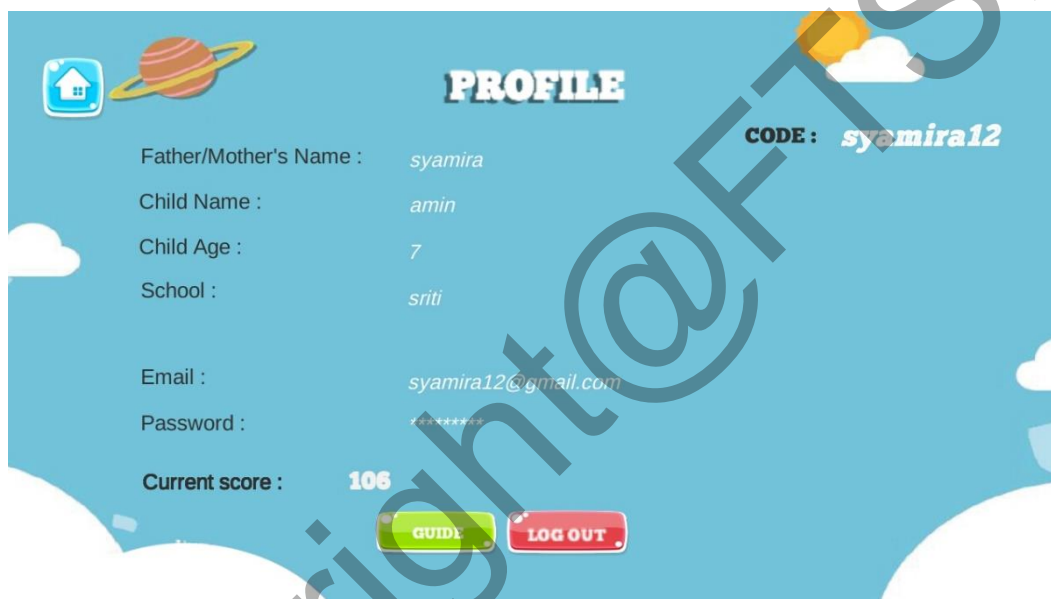 PROFILE
CODE : syamira12
Father/Mother's Name : syamira
Child Name : amin
Child Age : 7
School : sriti
Email : syamira12@gmail.com
Password : *********
Current score : 106
GUIDE
LOG OUT
right@FTS